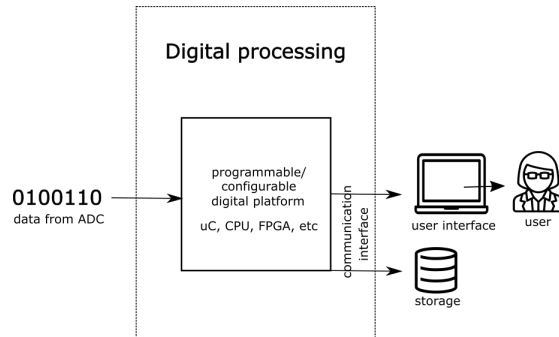 Digital processing
programmable/
configurable
digital platform
uC, CPU, FPGA, etc
0100110
data from ADC
communication
interface
user interface
user
storage